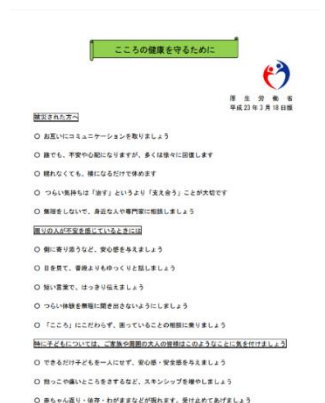 こころの健康を守るために
厚生労働省
平成23年3月18日版
被災された方へ
○ お互いにコミュニケーションを取りましょう
○ 誰でも、不安や心配になりますが、多くは徐々に回復します
○ 眠れなくても、横になるだけで休めます
○ つらい気持ちは「治す」というより「支え合う」ことが大切です
○ 無理をしないで、身近な人や専門家に相談しましょう
周りの人が不安を感じているときには
○ 側に寄り添うなど、安心感を与えましょう
○ 目を見て、普段よりもゆっくりと話しましょう
○ 短い言葉で、はっきり伝えましょう
○ つらい体験を無理に聞き出さないようにしましょう
○ 「こころ」にこだわらず、困っていることの相談に乗りましょう
特に子どもについては、ご家族や周囲の大人の皆様はこのようなことに気を付けましょう
○ できるだけ子どもを一人にせず、安心感・安全感を与えましょう
○ 抱っこや痛いところをさするなど、スキンシップを増やしましょう
○ 赤ちゃん返り・依存・わがままなどが現れます、受け止めてあげましょう